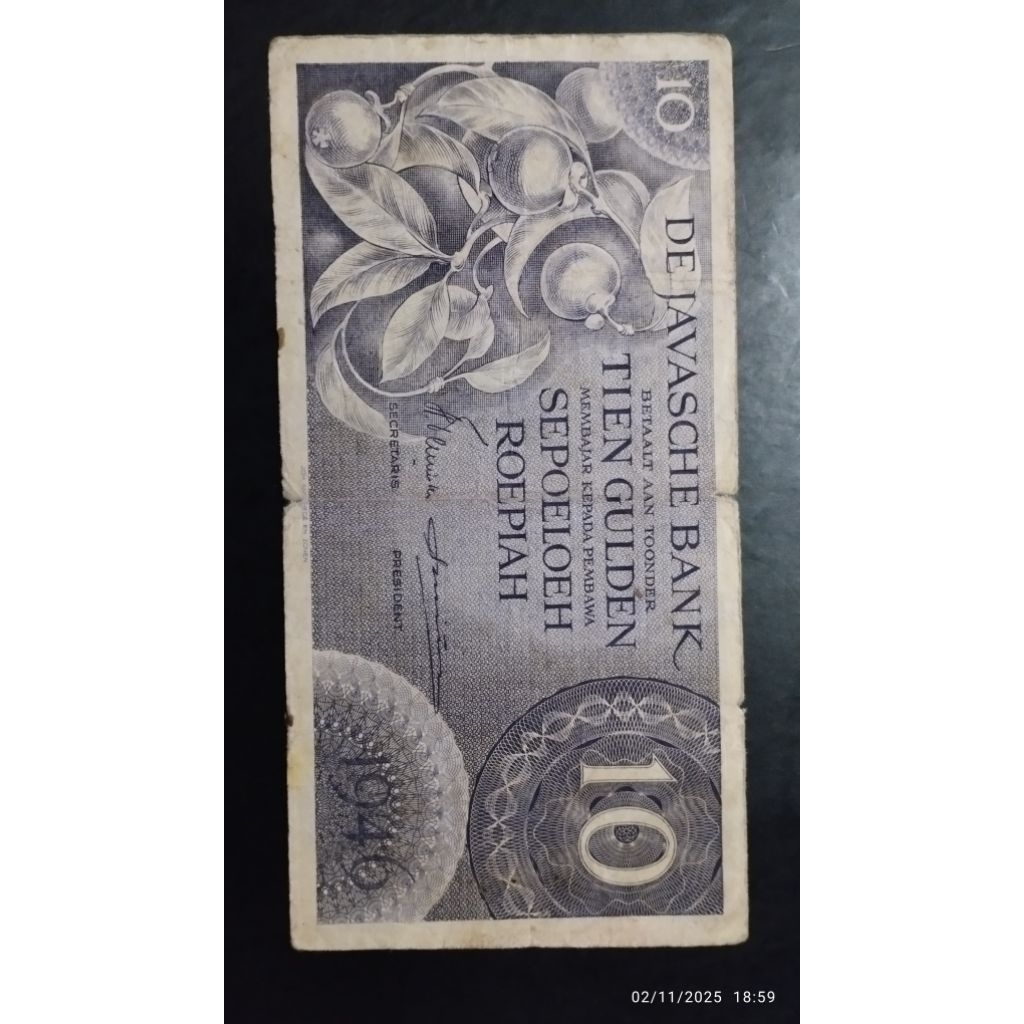 10
DE JAVASCHE BANK
BETAALT AAN TOONDER
TIEN GULDEN
MEMBAJAR KEPADA PEMBAWA
SEPOELOEH
ROEPIAH
SECRETARIS
PRESIDENT
10
1946
02/11/2025 18:59